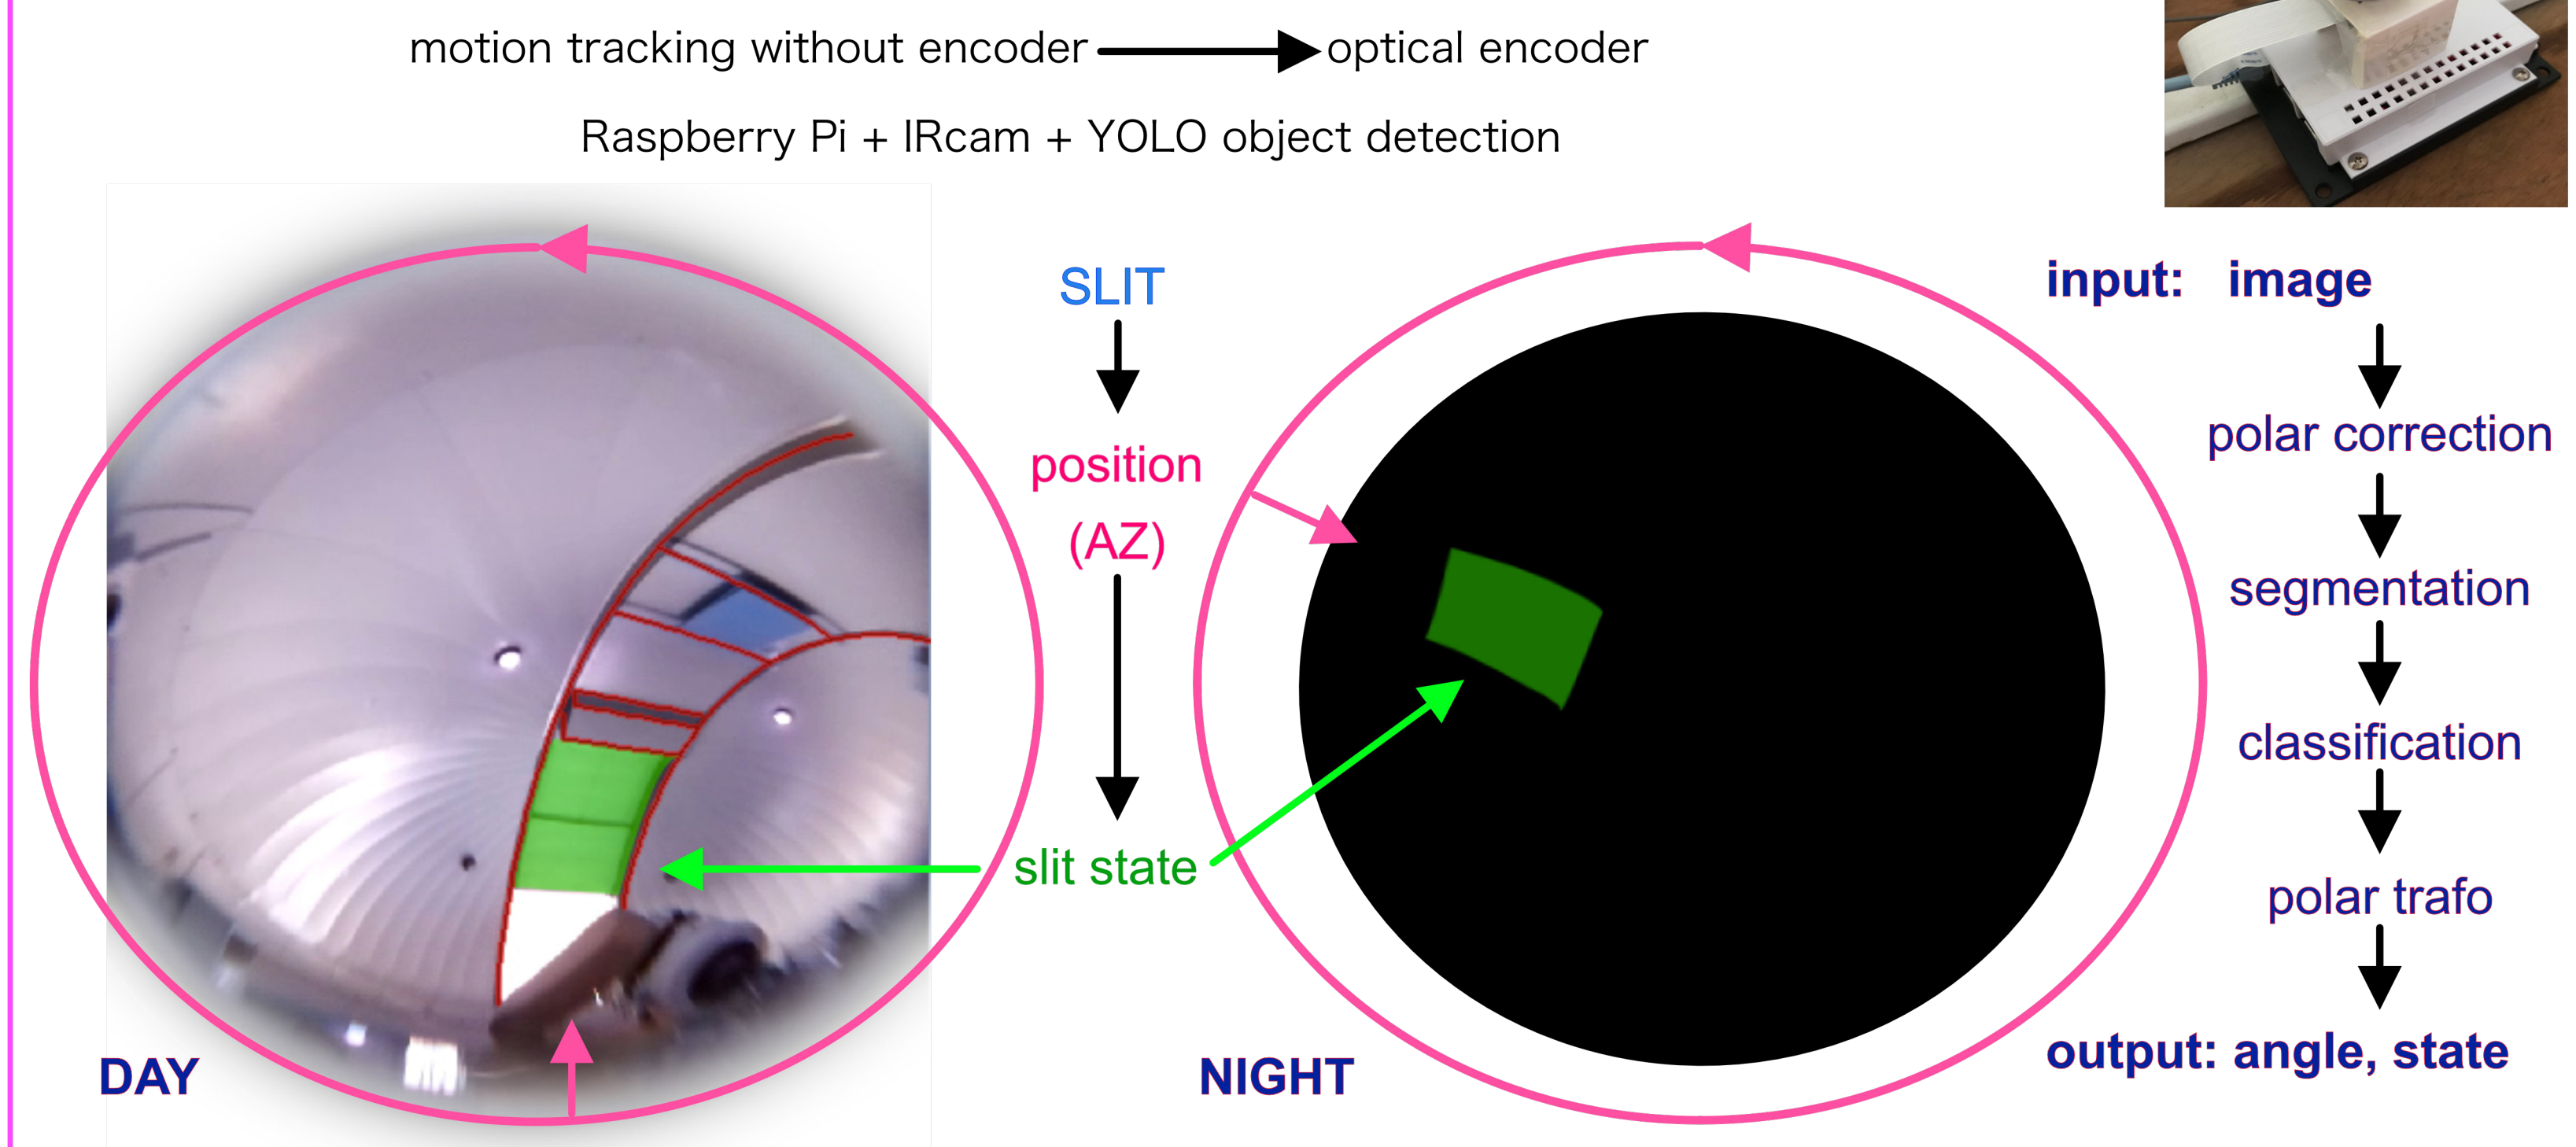 motion tracking without encoder optical encoder
Raspberry Pi + IRcam + YOLO object detection
SLIT
position
(AZ)
slit state
DAY
NIGHT
input: image
polar correction
segmentation
classification
polar trafo
output: angle, state